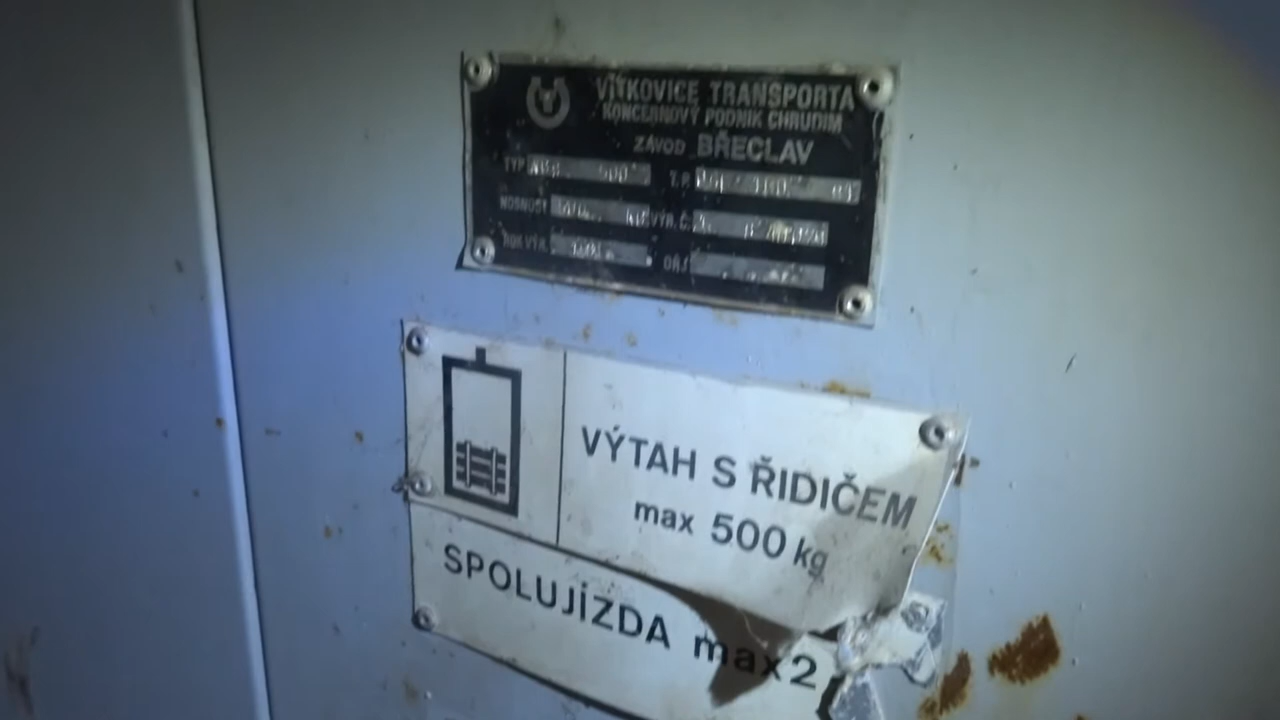 VÍTKOVICE TRANSPORTA
KONCERNOVÝ PODNIK CHRUDIM
ZÁVOD BŘECLAV
TYP 500 T.P.
NOSNOST VÝR. Č.
ROK VÝR.
VÝTAH S ŘIDIČEM
max 500 kg
SPOLUJÍZDA max 2